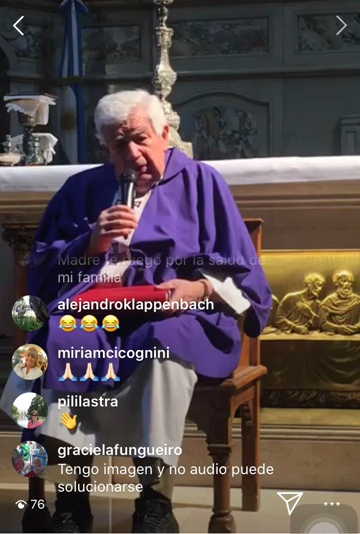 Madre te ruego por la salud de
mi familia
alejandroklappenbach
😂😂😂
miriamcicognini
🙏🏻🙏🏻🙏🏻
pililastra
👋
gracielafungueiro
Tengo imagen y no audio puede
solucionarse
76